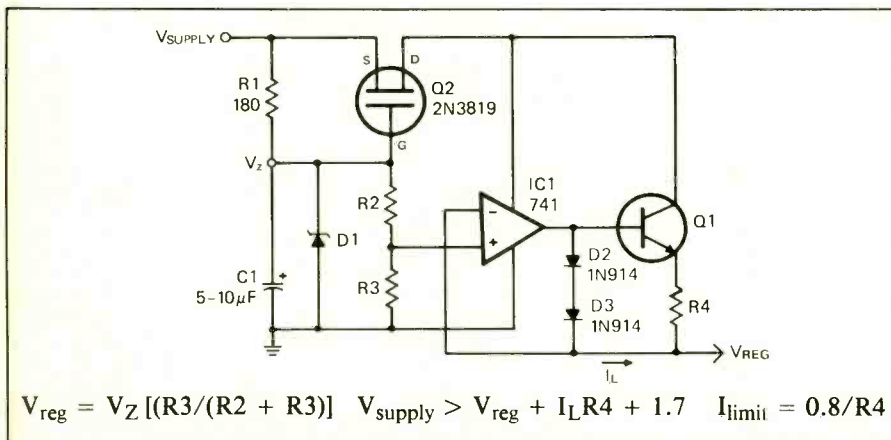 VSUPPLY
S
D
R1
180
Q2
2N3819
G
VZ
R2
IC1
741
-
+
Q1
D1
D2
1N914
C1
+
5-10μF
R3
D3
1N914
R4
IL
VREG
Vreg = VZ [(R3/(R2 + R3)] Vsupply > Vreg + ILR4 + 1.7 Ilimit = 0.8/R4